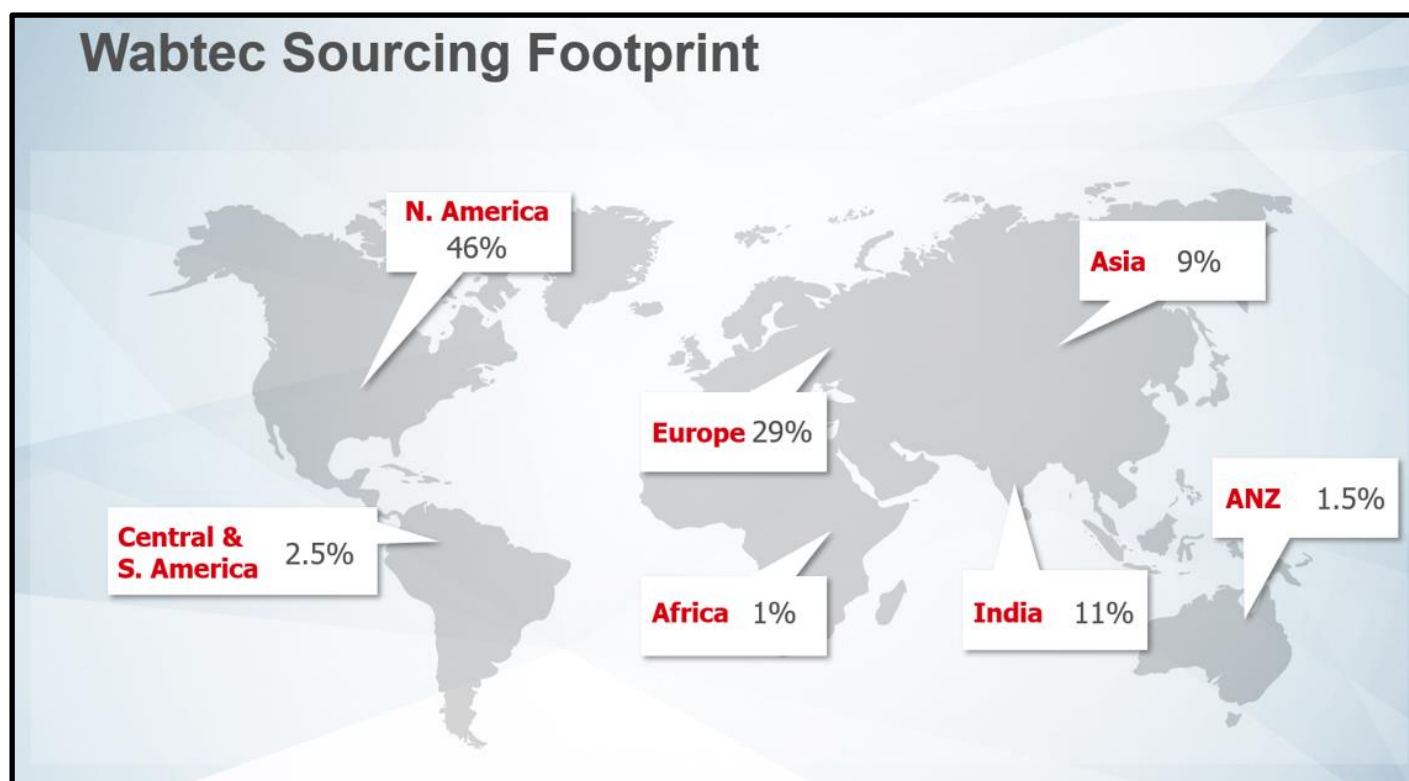 Wabtec Sourcing Footprint
N. America
46%
Asia 9%
Europe 29%
ANZ 1.5%
Central &
S. America 2.5%
Africa 1%
India 11%